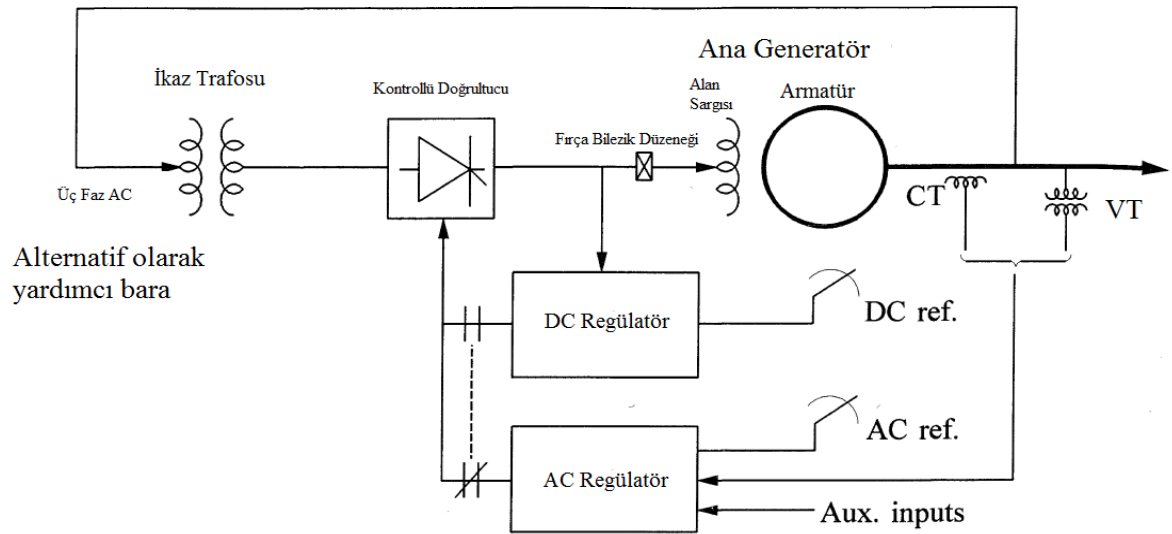 Ana Generatör
İkaz Trafosu
Kontrollü Doğrultucu
Alan
Sargısı
Armatür
Fırça Bilezik Düzeneği
Üç Faz AC
CT
VT
Alternatif olarak
yardımcı bara
DC Regülatör
DC ref.
AC Regülatör
AC ref.
Aux. inputs